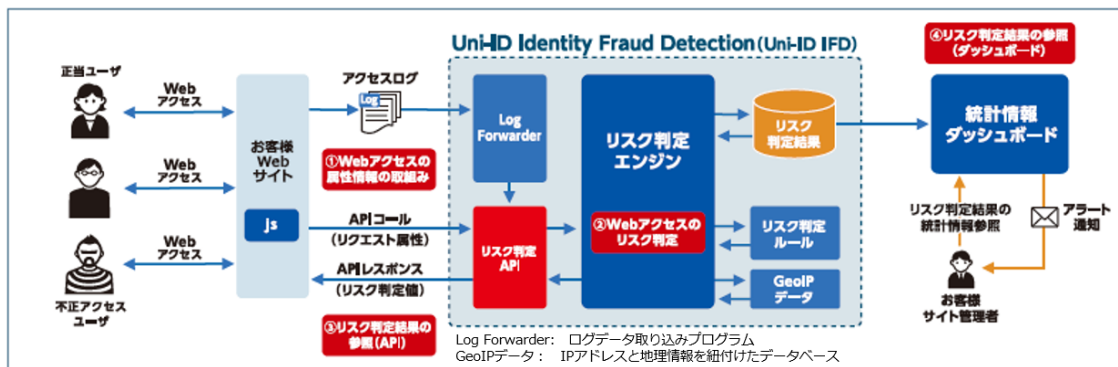 Uni-ID Identity Fraud Detection(Uni-ID IFD)
④リスク判定結果の参照
(ダッシュボード)
正当ユーザ
Web
アクセス
Web
アクセス
Web
アクセス
不正アクセス
ユーザ
お客様
Web
サイト
js
アクセスログ
Log
①Webアクセスの
属性情報の取組み
APIコール
(リクエスト属性)
APIレスポンス
(リスク判定値)
③リスク判定結果の
参照(API)
Log
Forwarder
リスク判定
API
リスク判定
エンジン
②Webアクセスの
リスク判定
リスク
判定結果
リスク判定
ルール
GeoIP
データ
統計情報
ダッシュボード
リスク判定結果の
統計情報参照
アラート
通知
お客様
サイト管理者
Log Forwarder: ログデータ取り込みプログラム
GeoIPデータ： IPアドレスと地理情報を紐付けたデータベース